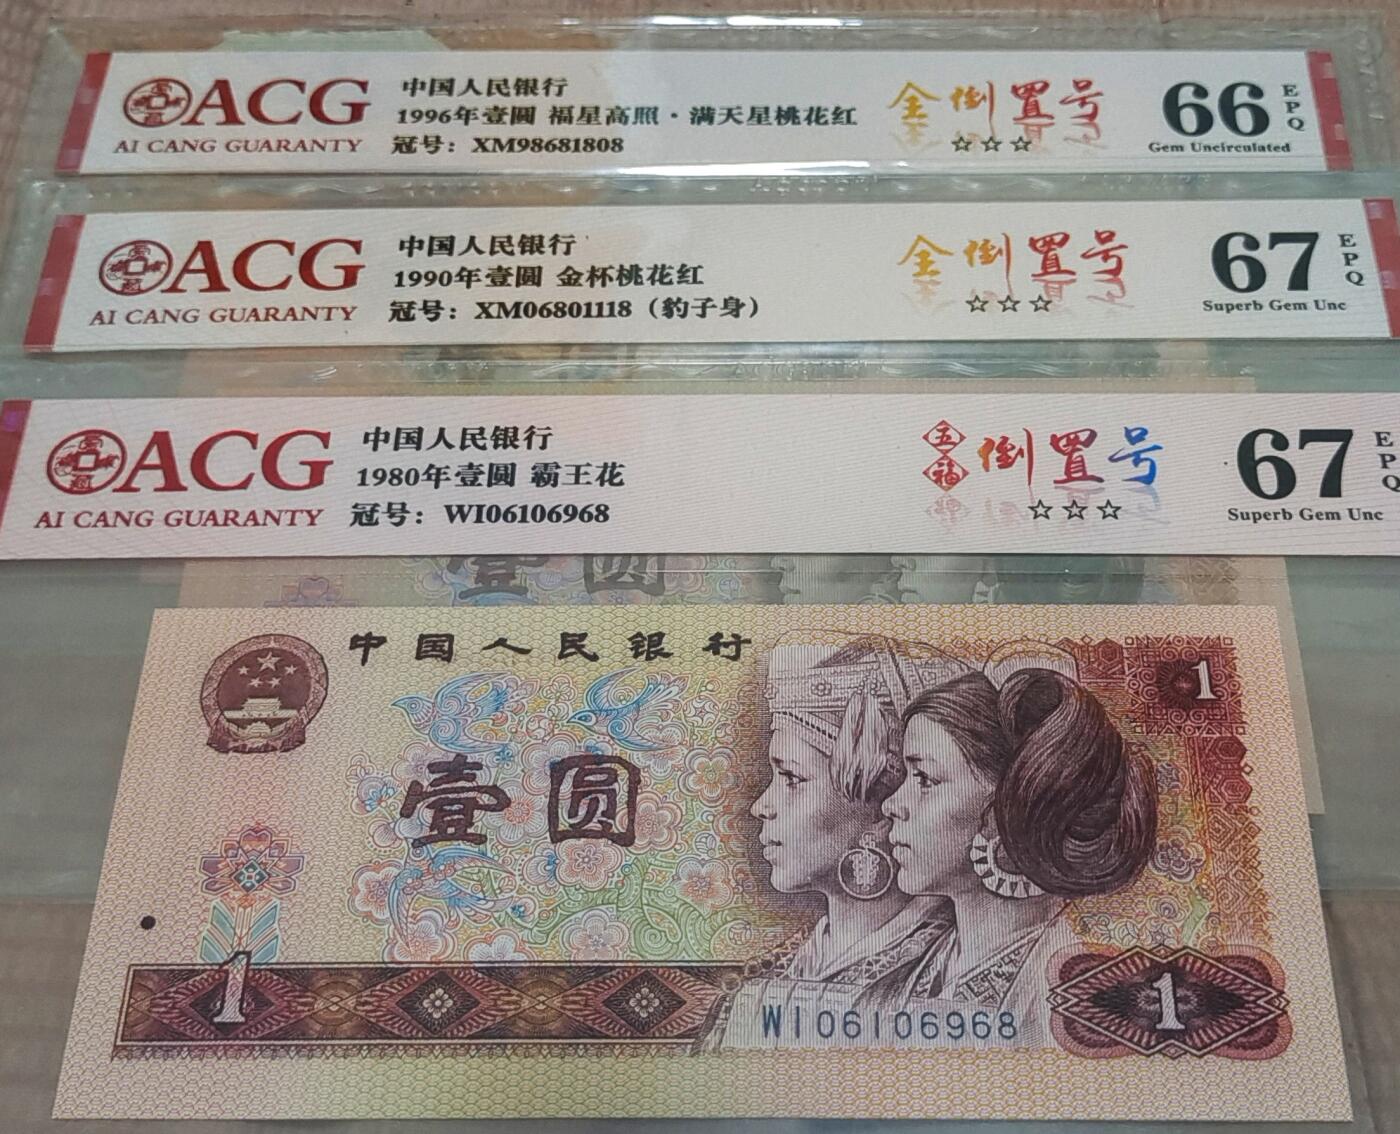 ACG
AI CANG GUARANTY
中国人民银行
1996年壹圆 福星高照·满天星桃花红
冠号：XM98681808
金倒置号
☆☆☆
66
EPQ
Gem Uncirculated
ACG
AI CANG GUARANTY
中国人民银行
1990年壹圆 金杯桃花红
冠号：XM06801118（豹子身）
金倒置号
☆☆☆
67
EPQ
Superb Gem Unc
ACG
AI CANG GUARANTY
中国人民银行
1980年壹圆 霸王花
冠号：WI06106968
五福倒置号
☆☆☆
67
EPQ
Superb Gem Unc
壹圆
中国人民银行
1
壹圆
1
WI06106968
1